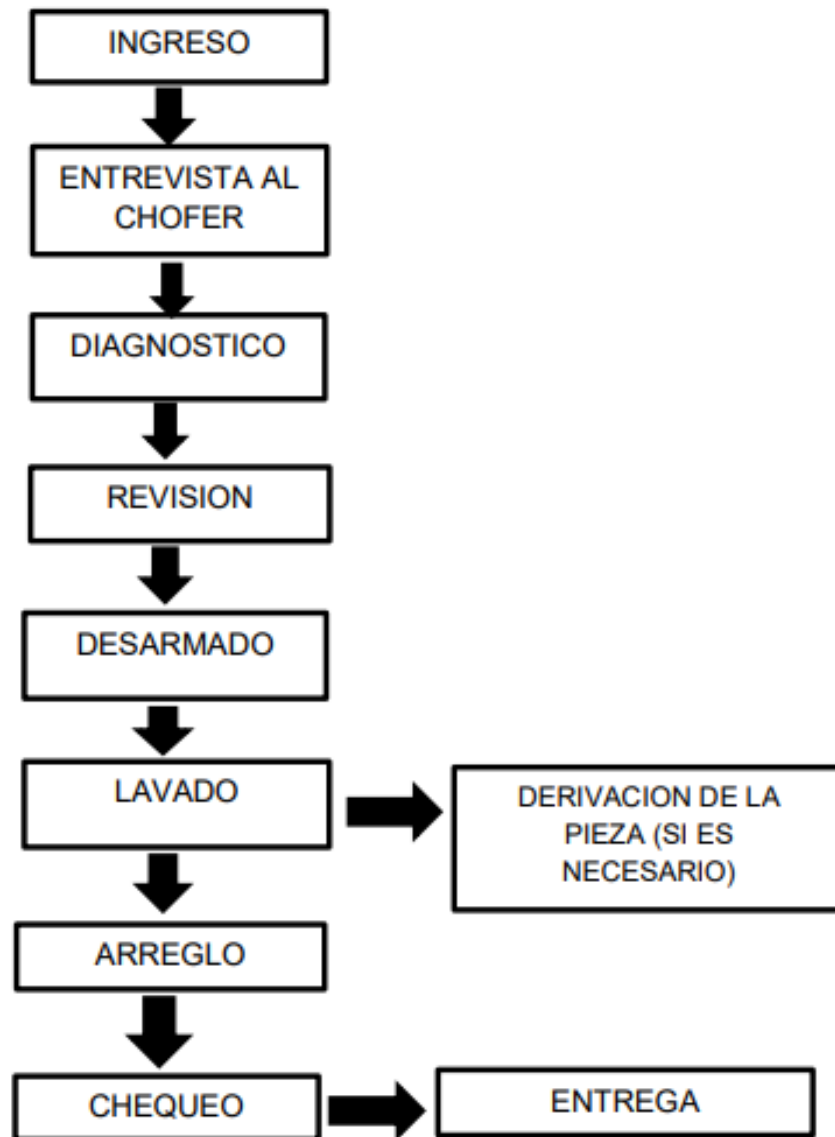 INGRESO
ENTREVISTA AL
CHOFER
DIAGNOSTICO
REVISION
DESARMADO
LAVADO
DERIVACION DE LA
PIEZA (SI ES
NECESARIO)
ARREGLO
CHEQUEO
ENTREGA